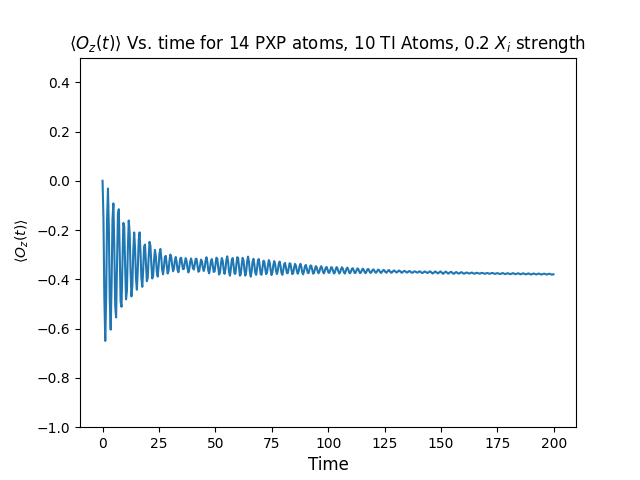 ⟨O_z(t)⟩ Vs. time for 14 PXP atoms, 10 TI Atoms, 0.2 X_i strength
0.4
0.2
0.0
−0.2
−0.4
−0.6
−0.8
−1.0
⟨O_z(t)⟩
0 25 50 75 100 125 150 175 200
Time